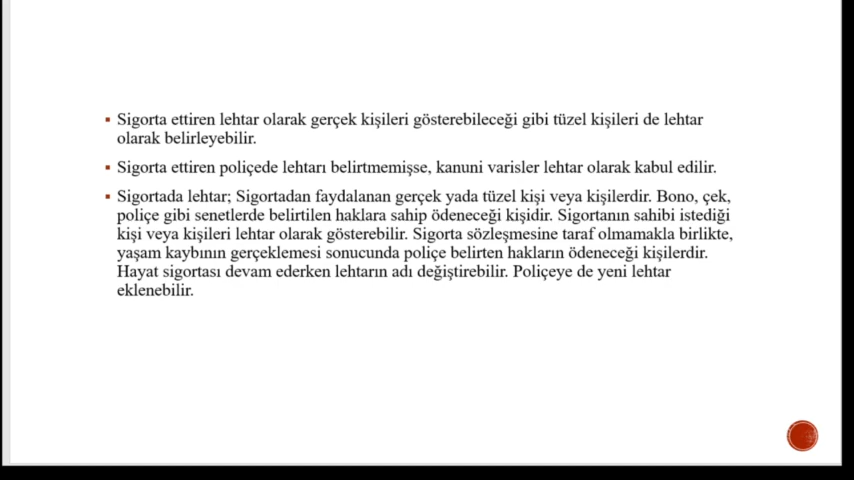 Sigorta ettiren lehtar olarak gerçek kişileri gösterebileceği gibi tüzel kişileri de lehtar
olarak belirleyebilir.
Sigorta ettiren poliçede lehtarı belirtmemişse, kanuni varisler lehtar olarak kabul edilir.
Sigortada lehtar; Sigortadan faydalanan gerçek yada tüzel kişi veya kişilerdir. Bono, çek,
poliçe gibi senetlerde belirtilen haklara sahip ödeneceği kişidir. Sigortanın sahibi istediği
kişi veya kişileri lehtar olarak gösterebilir. Sigorta sözleşmesine taraf olmamakla birlikte,
yaşam kaybının gerçeklemesi sonucunda poliçe belirten hakların ödeneceği kişilerdir.
Hayat sigortası devam ederken lehtarın adı değiştirebilir. Poliçeye de yeni lehtar
eklenebilir.